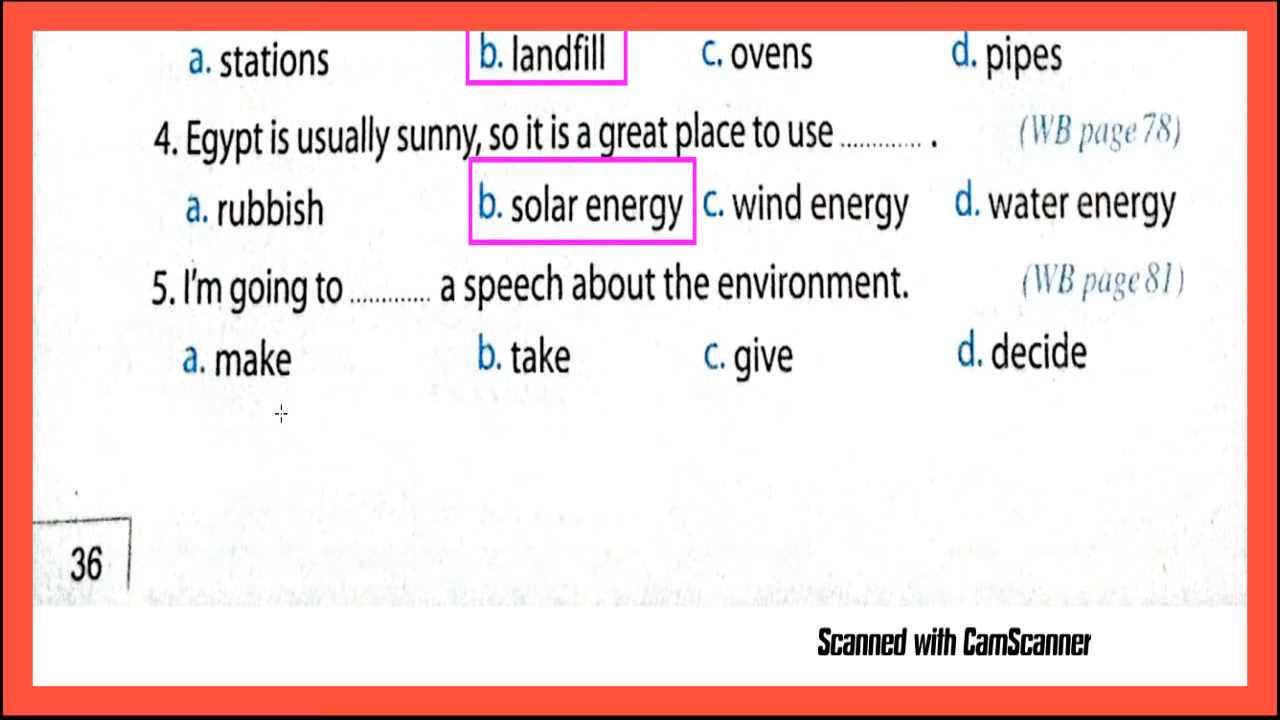 a. stations b. landfill c. ovens d. pipes
4. Egypt is usually sunny, so it is a great place to use ............. . (WB page 78)
a. rubbish b. solar energy c. wind energy d. water energy
5. I'm going to ............. a speech about the environment. (WB page 81)
a. make b. take c. give d. decide
36
Scanned with CamScanner